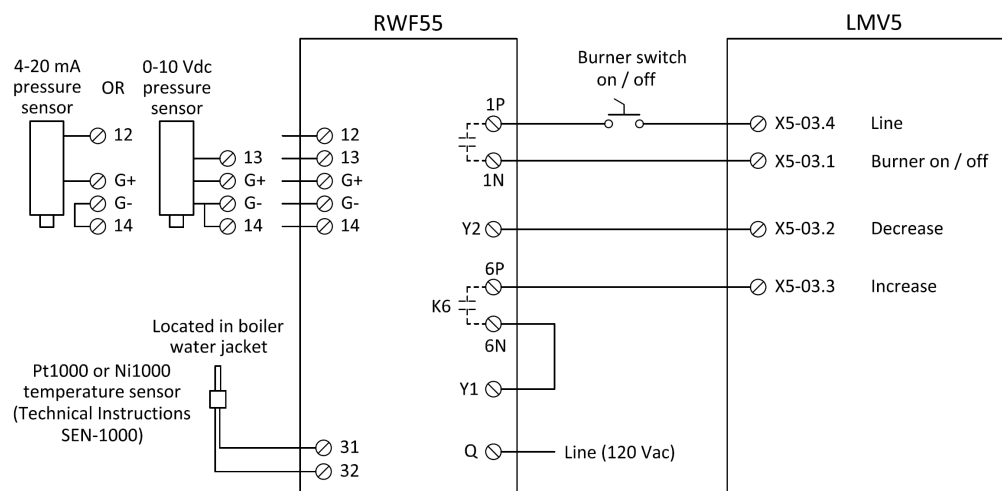 RWF55
LMV5
4-20 mA
pressure
sensor
OR
0-10 Vdc
pressure
sensor
Burner switch
on / off
12
G+
G-
14
13
G+
G-
14
12
13
G+
G-
14
1P
1N
Y2
6P
K6
6N
Y1
Q
Line (120 Vac)
X5-03.4 Line
X5-03.1 Burner on / off
X5-03.2 Decrease
X5-03.3 Increase
Located in boiler
water jacket
Pt1000 or Ni1000
temperature sensor
(Technical Instructions
SEN-1000)
31
32